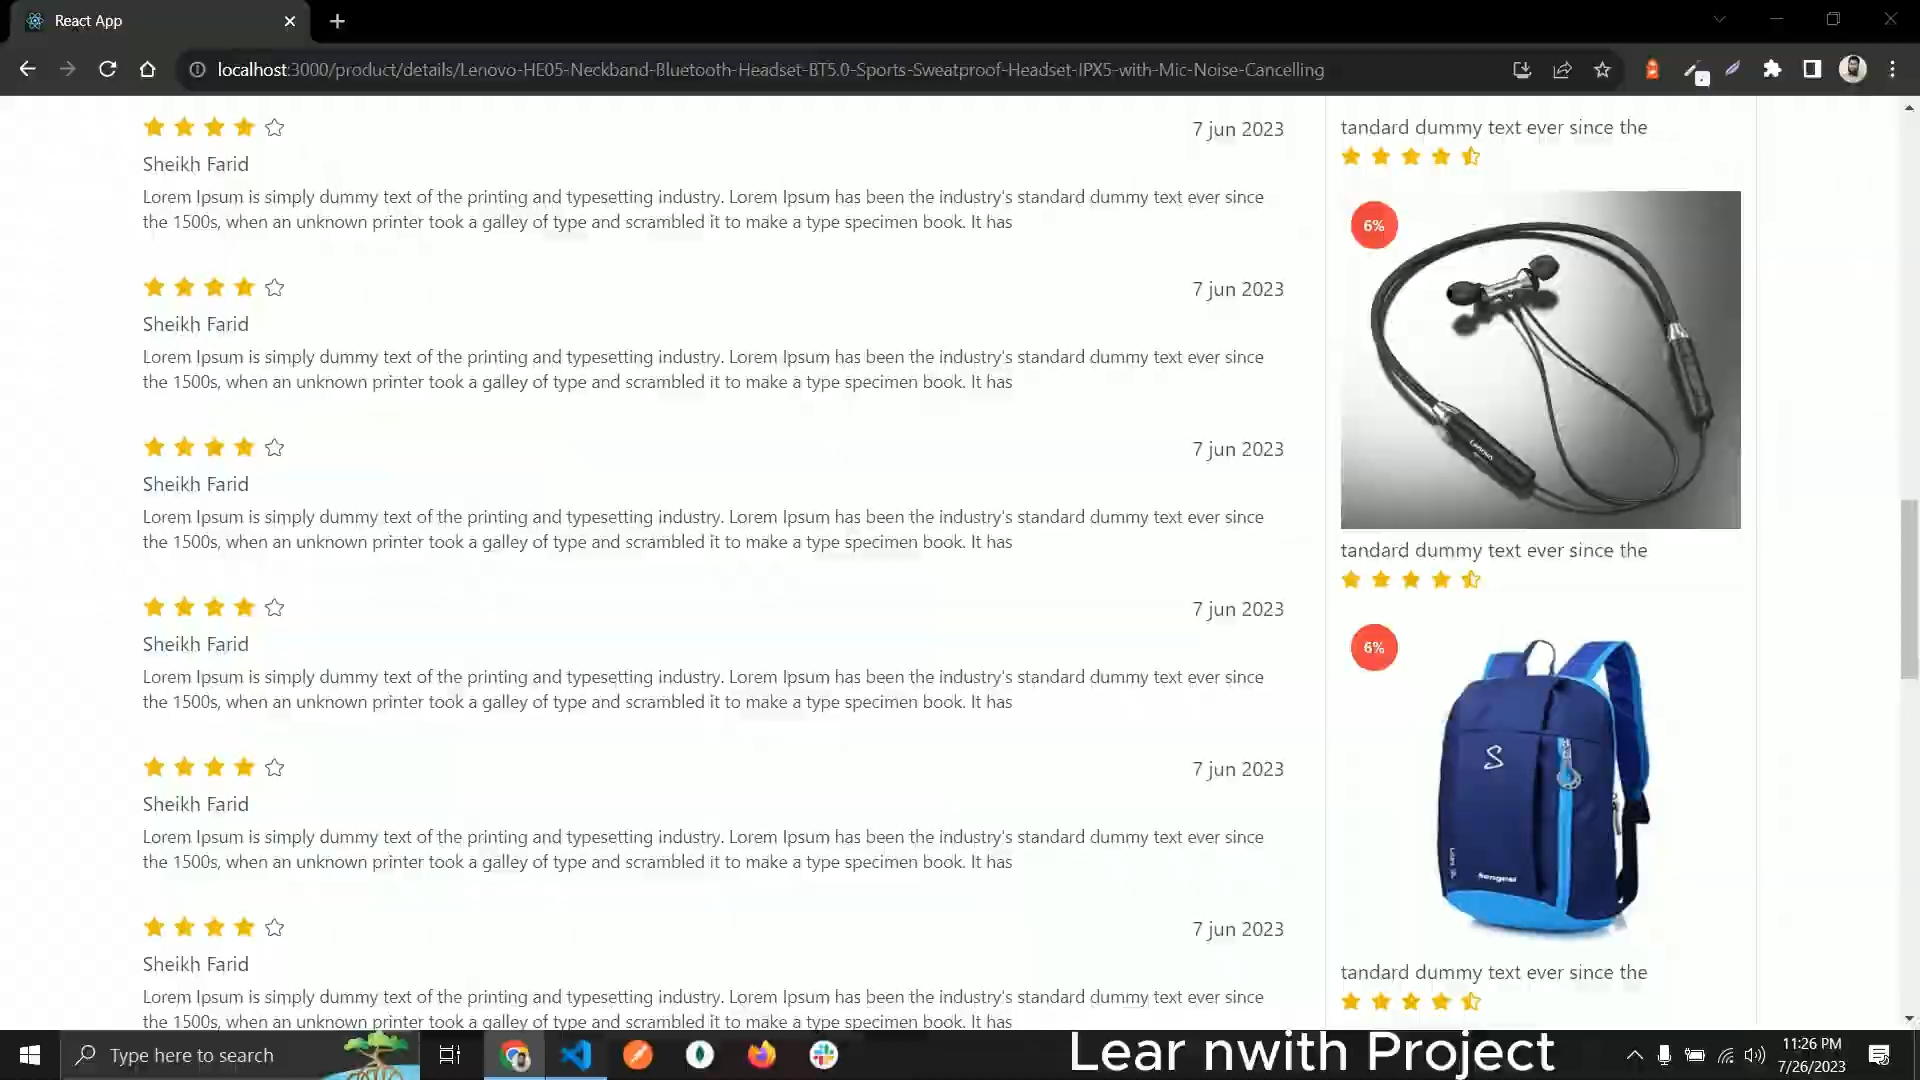 React App
localhost:3000/product/details/Lenovo-HE05-Neckband-Bluetooth-Headset-BT5.0-Sports-Sweatproof-Headset-IPX5-with-Mic-Noise-Cancelling
7 jun 2023
Sheikh Farid
Lorem Ipsum is simply dummy text of the printing and typesetting industry. Lorem Ipsum has been the industry's standard dummy text ever since
the 1500s, when an unknown printer took a galley of type and scrambled it to make a type specimen book. It has
7 jun 2023
Sheikh Farid
Lorem Ipsum is simply dummy text of the printing and typesetting industry. Lorem Ipsum has been the industry's standard dummy text ever since
the 1500s, when an unknown printer took a galley of type and scrambled it to make a type specimen book. It has
7 jun 2023
Sheikh Farid
Lorem Ipsum is simply dummy text of the printing and typesetting industry. Lorem Ipsum has been the industry's standard dummy text ever since
the 1500s, when an unknown printer took a galley of type and scrambled it to make a type specimen book. It has
7 jun 2023
Sheikh Farid
Lorem Ipsum is simply dummy text of the printing and typesetting industry. Lorem Ipsum has been the industry's standard dummy text ever since
the 1500s, when an unknown printer took a galley of type and scrambled it to make a type specimen book. It has
7 jun 2023
Sheikh Farid
Lorem Ipsum is simply dummy text of the printing and typesetting industry. Lorem Ipsum has been the industry's standard dummy text ever since
the 1500s, when an unknown printer took a galley of type and scrambled it to make a type specimen book. It has
7 jun 2023
Sheikh Farid
Lorem Ipsum is simply dummy text of the printing and typesetting industry. Lorem Ipsum has been the industry's standard dummy text ever since
the 1500s, when an unknown printer took a galley of type and scrambled it to make a type specimen book. It has
tandard dummy text ever since the
6%
Lenovo
tandard dummy text ever since the
6%
S
tandard dummy text ever since the
Type here to search
Lear nwith Project
11:26 PM
7/26/2023